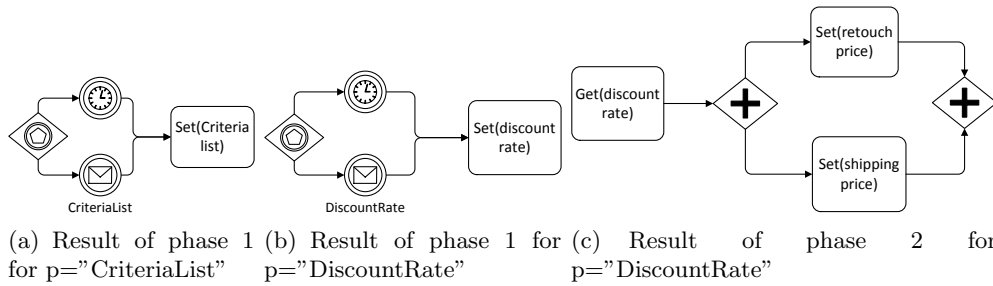 Set(Criteria
list)
CriteriaList
Set(discount
rate)
DiscountRate
Get(discount
rate)
Set(retouch
price)
Set(shipping
price)
(a) Result of phase 1
for p="CriteriaList"
(b) Result of phase 1 for
p="DiscountRate"
(c) Result of phase 2 for
p="DiscountRate"